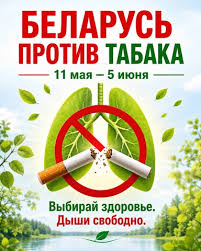 БЕЛАРУСЬ
ПРОТИВ ТАБАКА
11 мая – 5 июня
Выбирай здоровье.
Дыши свободно.